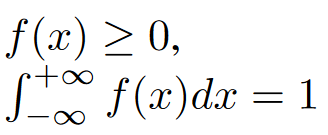 f(x) ≥ 0,
∫_{-∞}^{+∞} f(x)dx = 1